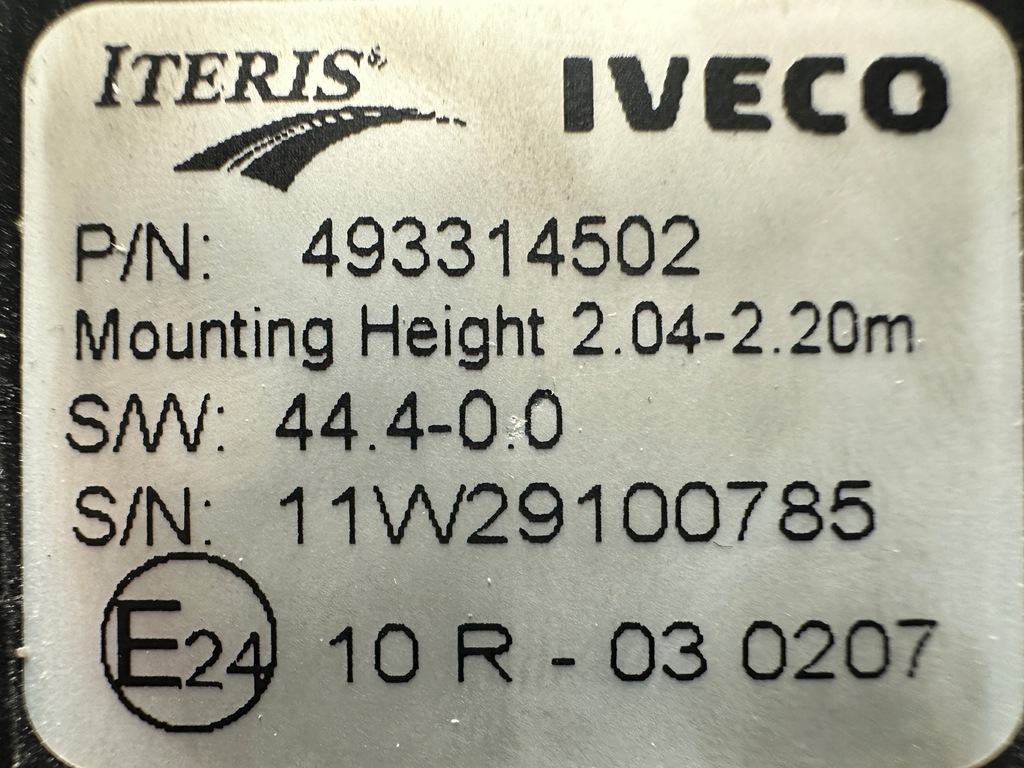 ITERIS® IVECO
P/N: 493314502
Mounting Height 2.04-2.20m
S/W: 44.4-0.0
S/N: 11W29100785
E24 10 R - 03 0207